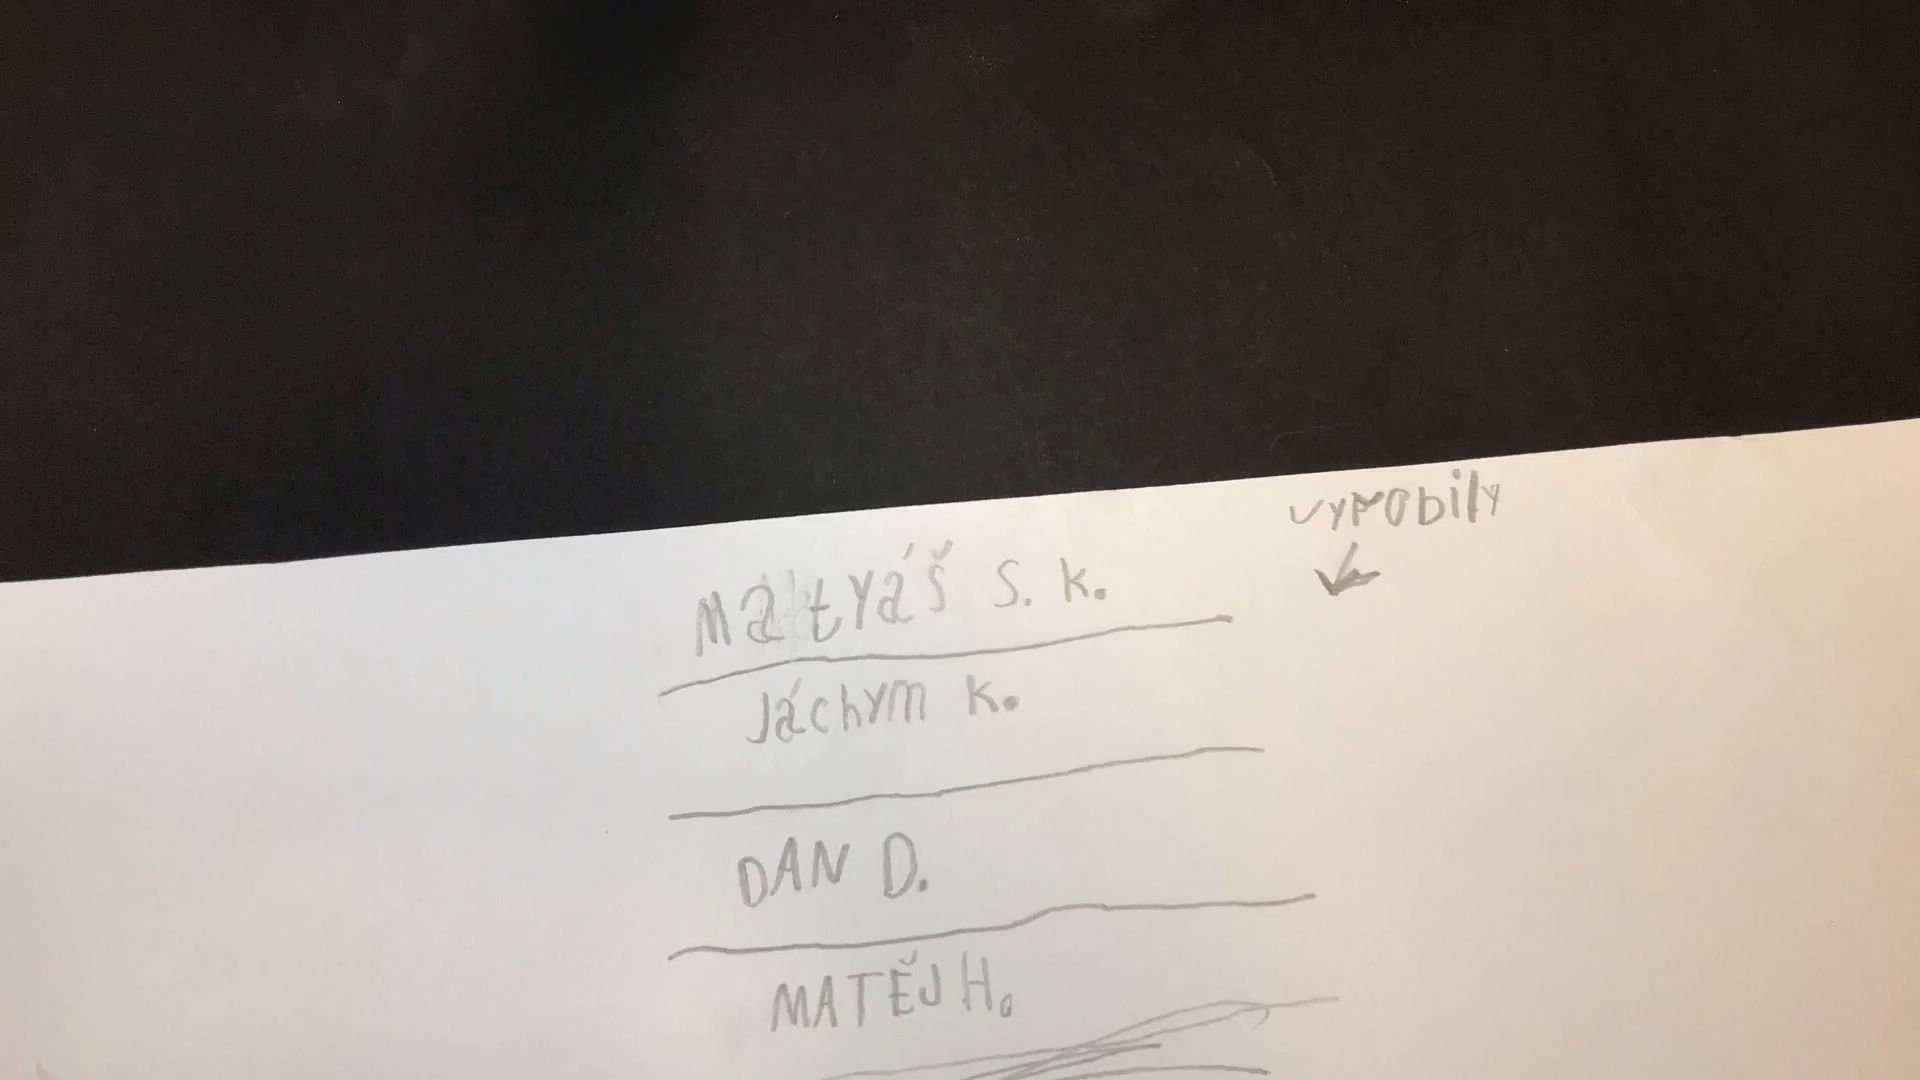 vyrobily
Matyáš S. K.
Jáchym K.
DAN D.
MATĚJ H.